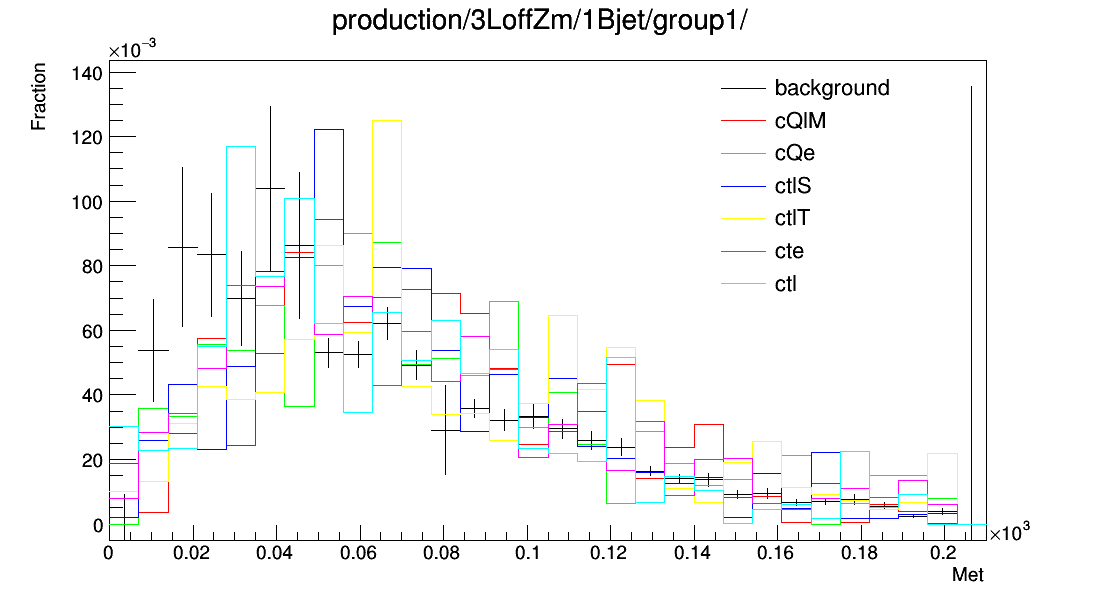 production/3LoffZm/1Bjet/group1/
×10⁻³
Fraction
140
120
100
80
60
40
20
0
background
cQlM
cQe
ctlS
ctlT
cte
ctl
0 0.02 0.04 0.06 0.08 0.1 0.12 0.14 0.16 0.18 0.2
×10³
Met